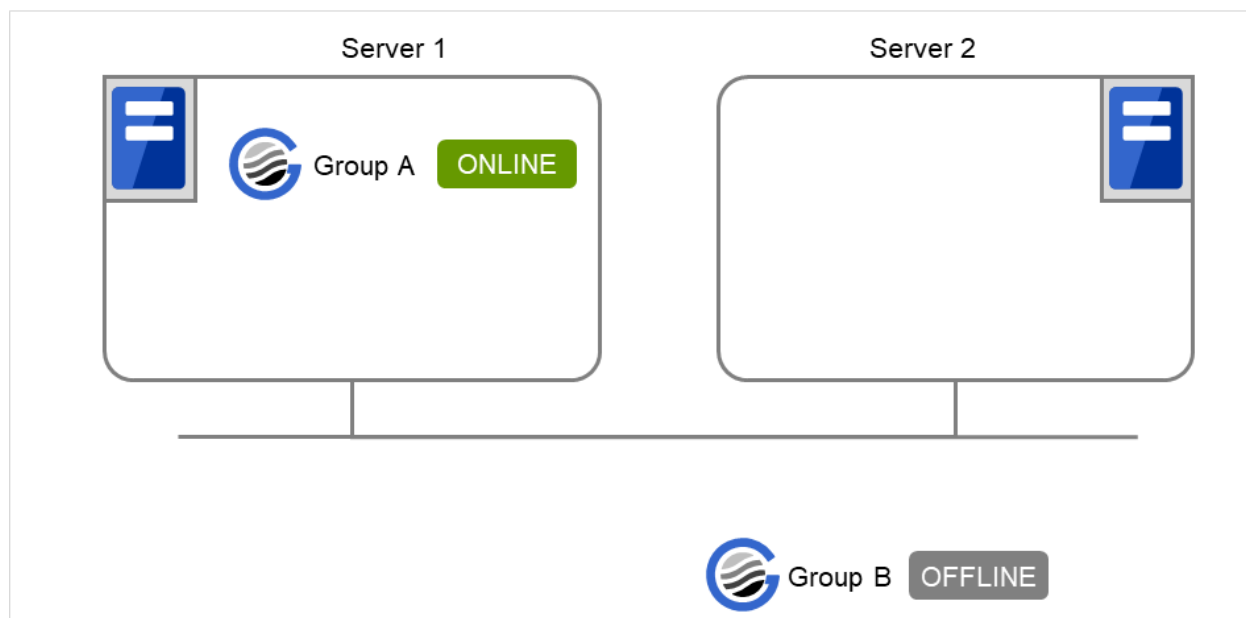 Server 1
Server 2
Group A
ONLINE
Group B
OFFLINE